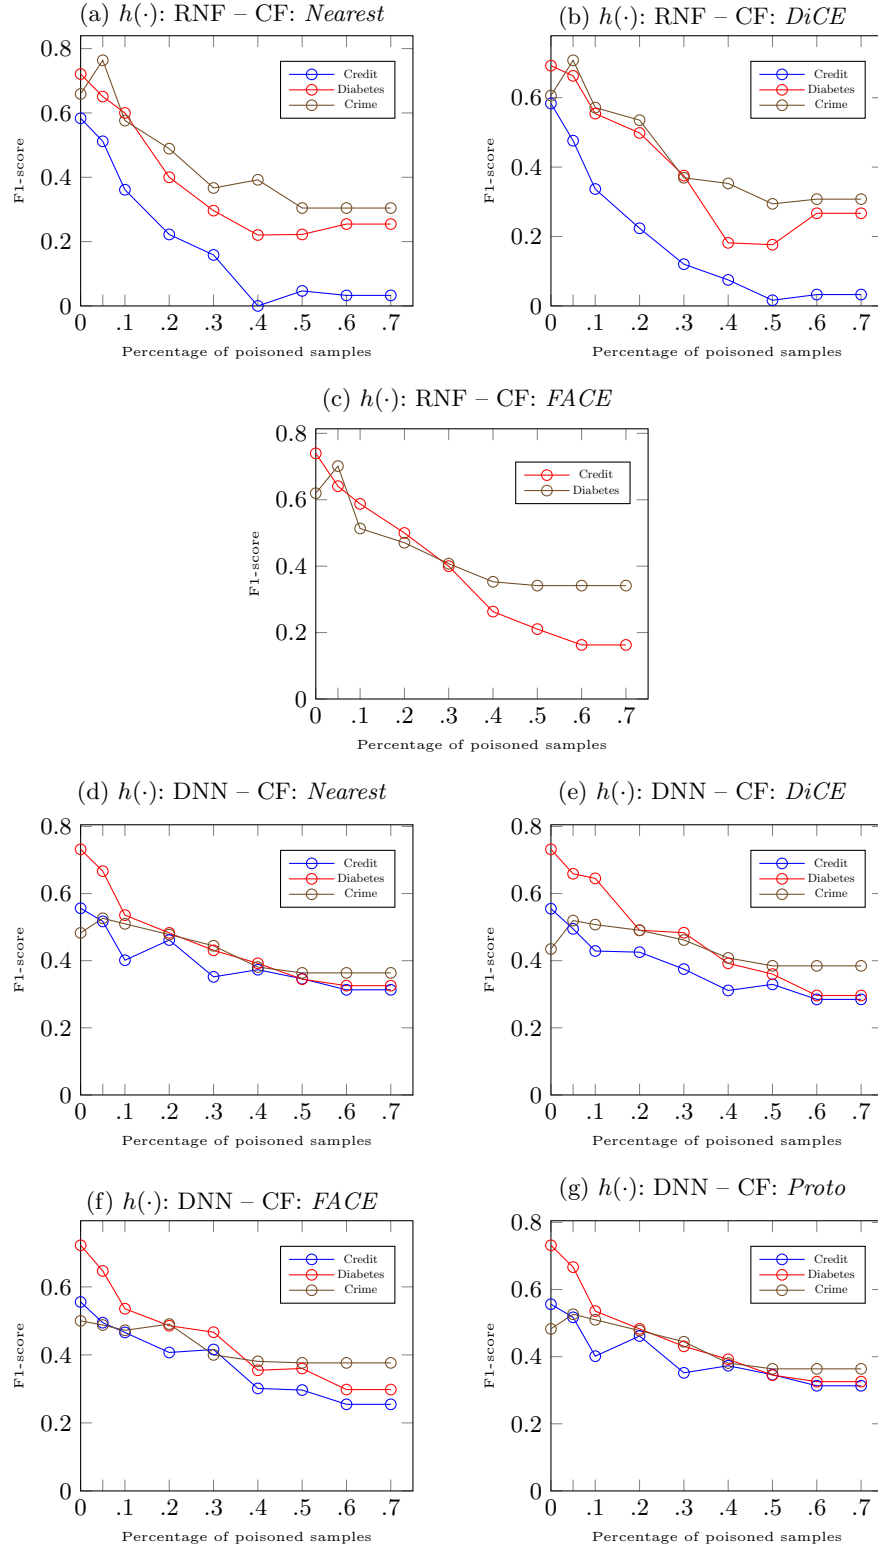 (a) h(·): RNF – CF: Nearest
0.8
0.6
0.4
0.2
0
F1-score
Credit
Diabetes
Crime
0 .1 .2 .3 .4 .5 .6 .7
Percentage of poisoned samples
(b) h(·): RNF – CF: DiCE
0.6
0.4
0.2
0
F1-score
Credit
Diabetes
Crime
0 .1 .2 .3 .4 .5 .6 .7
Percentage of poisoned samples
(c) h(·): RNF – CF: FACE
0.8
0.6
0.4
0.2
0
F1-score
Credit
Diabetes
0 .1 .2 .3 .4 .5 .6 .7
Percentage of poisoned samples
(d) h(·): DNN – CF: Nearest
0.8
0.6
0.4
0.2
0
F1-score
Credit
Diabetes
Crime
0 .1 .2 .3 .4 .5 .6 .7
Percentage of poisoned samples
(e) h(·): DNN – CF: DiCE
0.8
0.6
0.4
0.2
0
F1-score
Credit
Diabetes
Crime
0 .1 .2 .3 .4 .5 .6 .7
Percentage of poisoned samples
(f) h(·): DNN – CF: FACE
0.6
0.4
0.2
0
F1-score
Credit
Diabetes
Crime
0 .1 .2 .3 .4 .5 .6 .7
Percentage of poisoned samples
(g) h(·): DNN – CF: Proto
0.8
0.6
0.4
0.2
0
F1-score
Credit
Diabetes
Crime
0 .1 .2 .3 .4 .5 .6 .7
Percentage of poisoned samples